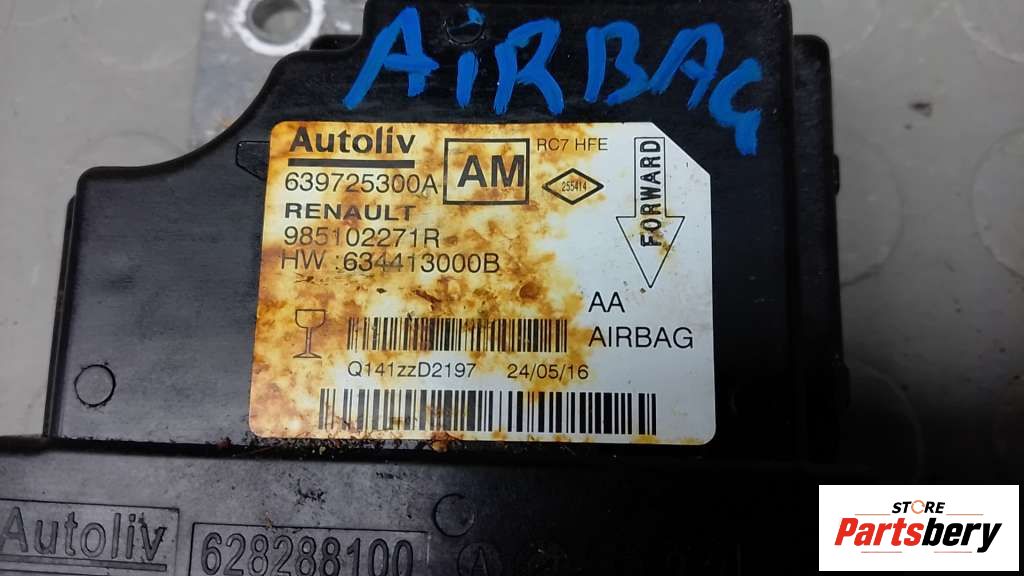 AiRBAG
Autoliv
AM
RC7 HFE
639725300A
255414
RENAULT
985102271R
HW :634413000B
FORWARD
AA
AIRBAG
Q141zzD2197 24/05/16
Autoliv
628288100
STORE
Partsbery